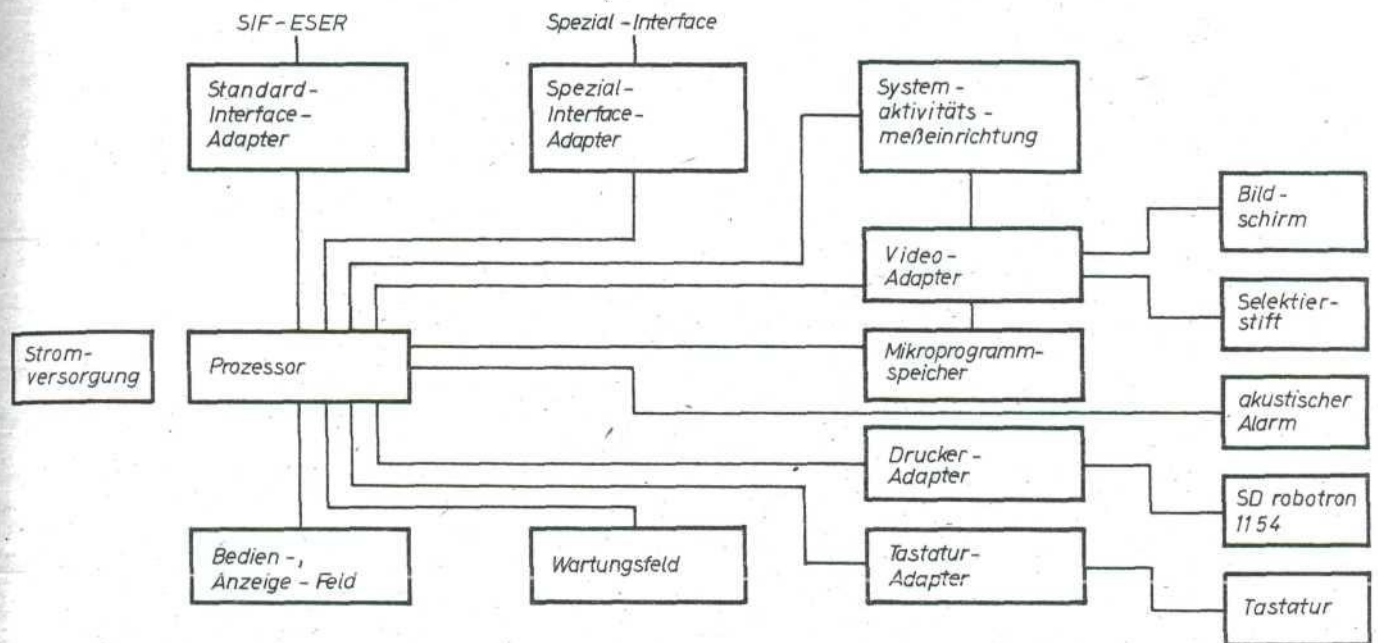 SIF-ESER
Spezial-Interface
Standard-
Interface-
Adapter
Spezial-
Interface-
Adapter
System-
aktivitäts-
meßeinrichtung
Bild-
schirm
Video-
Adapter
Selektier-
stift
Strom-
versorgung
Prozessor
Mikroprogramm-
speicher
akustischer
Alarm
Drucker-
Adapter
SD robotron
1154
Bedien-,
Anzeige-Feld
Wartungsfeld
Tastatur-
Adapter
Tastatur